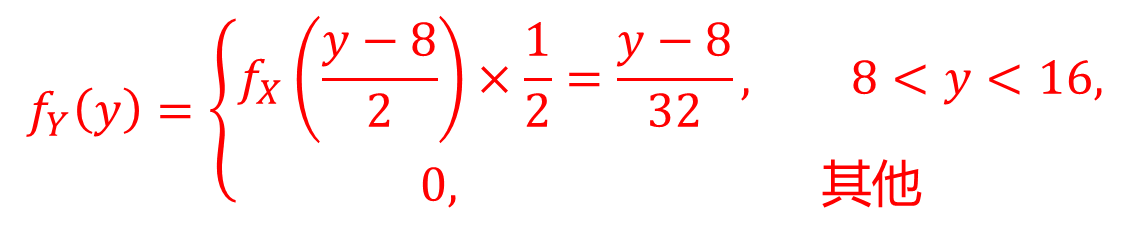 f_Y(y) = { f_X((y − 8)/2) × 1/2 = (y − 8)/32, 8 < y < 16,
0, 其他